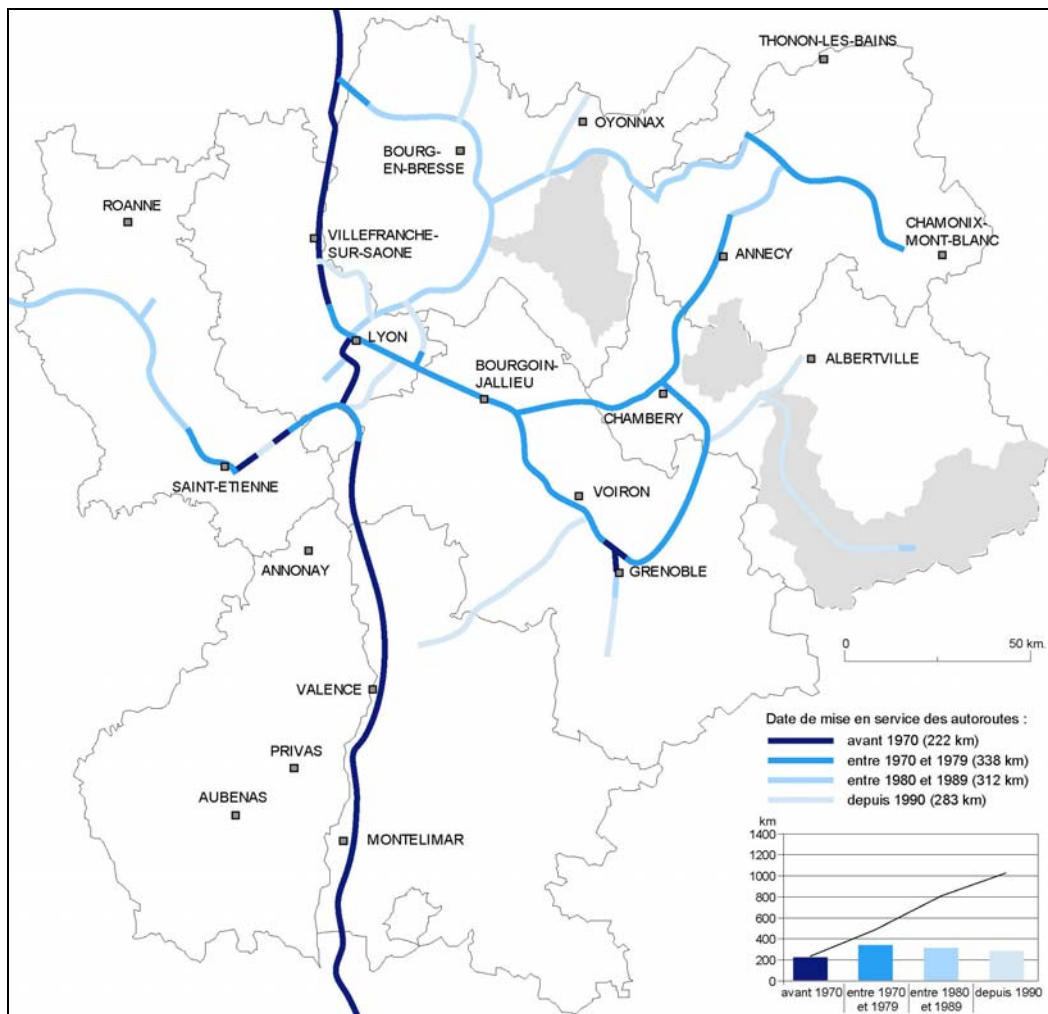 THONON-LES-BAINS
OYONNAX
BOURG-
EN-BRESSE
ROANNE
VILLEFRANCHE-
SUR-SAONE
CHAMONIX-
MONT-BLANC
ANNECY
LYON
ALBERTVILLE
BOURGOIN-
JALLIEU
CHAMBERY
SAINT-ETIENNE
VOIRON
ANNONAY
GRENOBLE
0
50 km.
VALENCE
PRIVAS
AUBENAS
MONTELIMAR
Date de mise en service des autoroutes :
avant 1970 (222 km)
entre 1970 et 1979 (338 km)
entre 1980 et 1989 (312 km)
depuis 1990 (283 km)
km
1400
1200
1000
800
600
400
200
0
avant 1970
entre 1970
et 1979
entre 1980
et 1989
depuis 1990